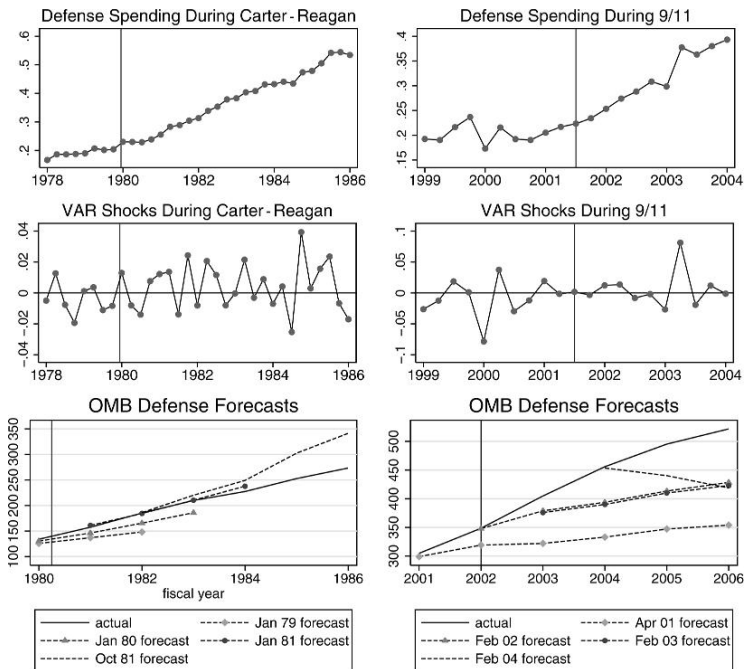 Defense Spending During Carter-Reagan
.2 .3 .4 .5 .6
1978 1980 1982 1984 1986
Defense Spending During 9/11
.15 .2 .25 .3 .35 .4
1999 2000 2001 2002 2003 2004
VAR Shocks During Carter-Reagan
-.04 -.02 0 .02 .04
1978 1980 1982 1984 1986
VAR Shocks During 9/11
-.1 -.05 0 .05 .1
1999 2000 2001 2002 2003 2004
OMB Defense Forecasts
100 150 200 250 300 350
1980 1982 1984 1986
fiscal year
actual Jan 79 forecast
Jan 80 forecast Jan 81 forecast
Oct 81 forecast
OMB Defense Forecasts
300 350 400 450 500
2001 2002 2003 2004 2005 2006
actual Apr 01 forecast
Feb 02 forecast Feb 03 forecast
Feb 04 forecast